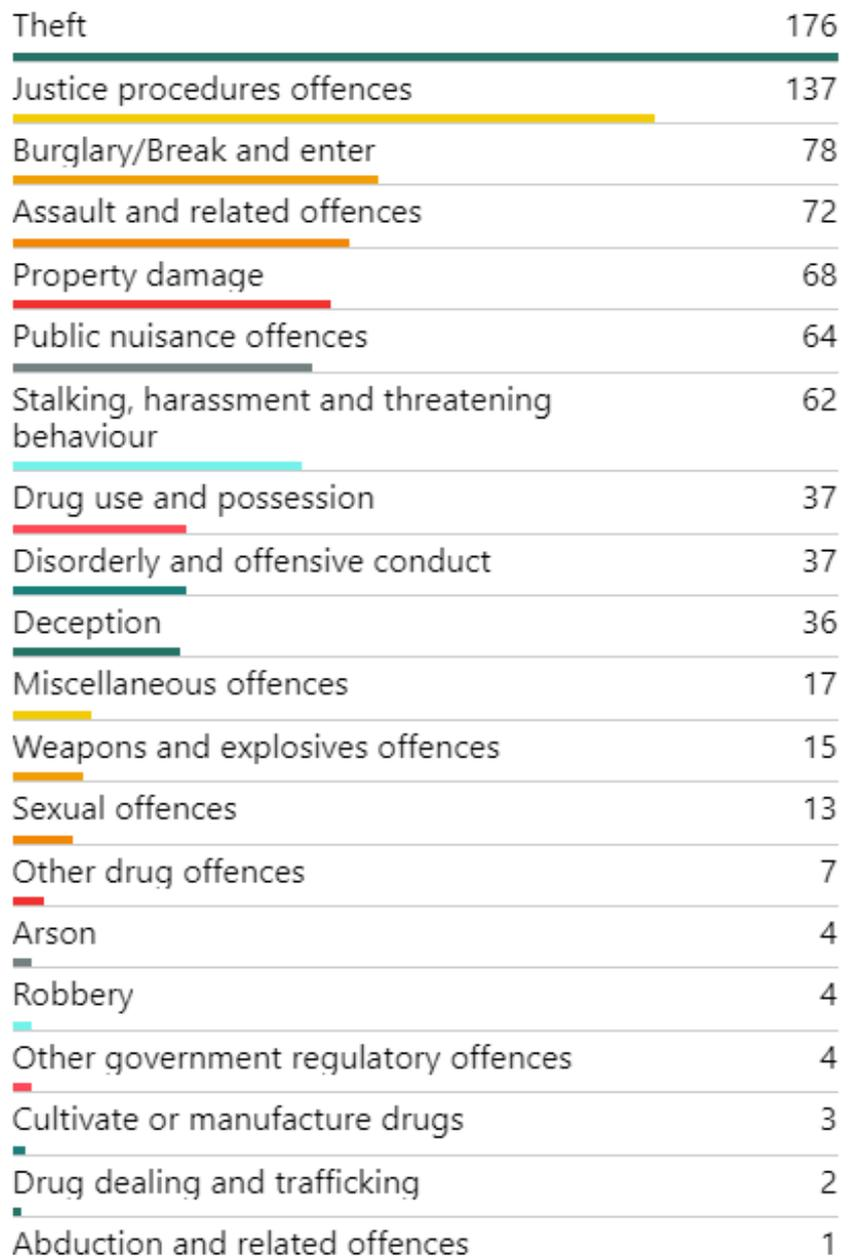 Theft 176
Justice procedures offences 137
Burglary/Break and enter 78
Assault and related offences 72
Property damage 68
Public nuisance offences 64
Stalking, harassment and threatening 62
behaviour
Drug use and possession 37
Disorderly and offensive conduct 37
Deception 36
Miscellaneous offences 17
Weapons and explosives offences 15
Sexual offences 13
Other drug offences 7
Arson 4
Robbery 4
Other government regulatory offences 4
Cultivate or manufacture drugs 3
Drug dealing and trafficking 2
Abduction and related offences 1